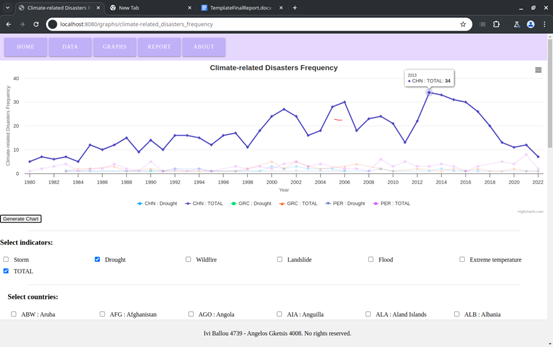 Climate-related Disasters F
New Tab
TemplateFinalReport.docx
localhost:8080/graphs/climate-related_disasters_frequency
HOME DATA GRAPHS REPORT ABOUT
Climate-related Disasters Frequency
2013
CHN : TOTAL: 34
Climate-related Disasters Frequency
40
30
20
10
0
1980 1982 1984 1986 1988 1990 1992 1994 1996 1998 2000 2002 2004 2006 2008 2010 2012 2014 2016 2018 2020 2022
Year
CHN : Drought CHN : TOTAL GRC : Drought GRC : TOTAL PER : Drought PER : TOTAL
Highcharts.com
Generate Chart
Select indicators:
Storm Drought Wildfire Landslide Flood Extreme temperature
TOTAL
Select countries:
ABW : Aruba AFG : Afghanistan AGO : Angola AIA : Anguilla ALA : Aland Islands ALB : Albania
Ivi Ballou 4739 - Angelos Gketsis 4008. No rights reserved.